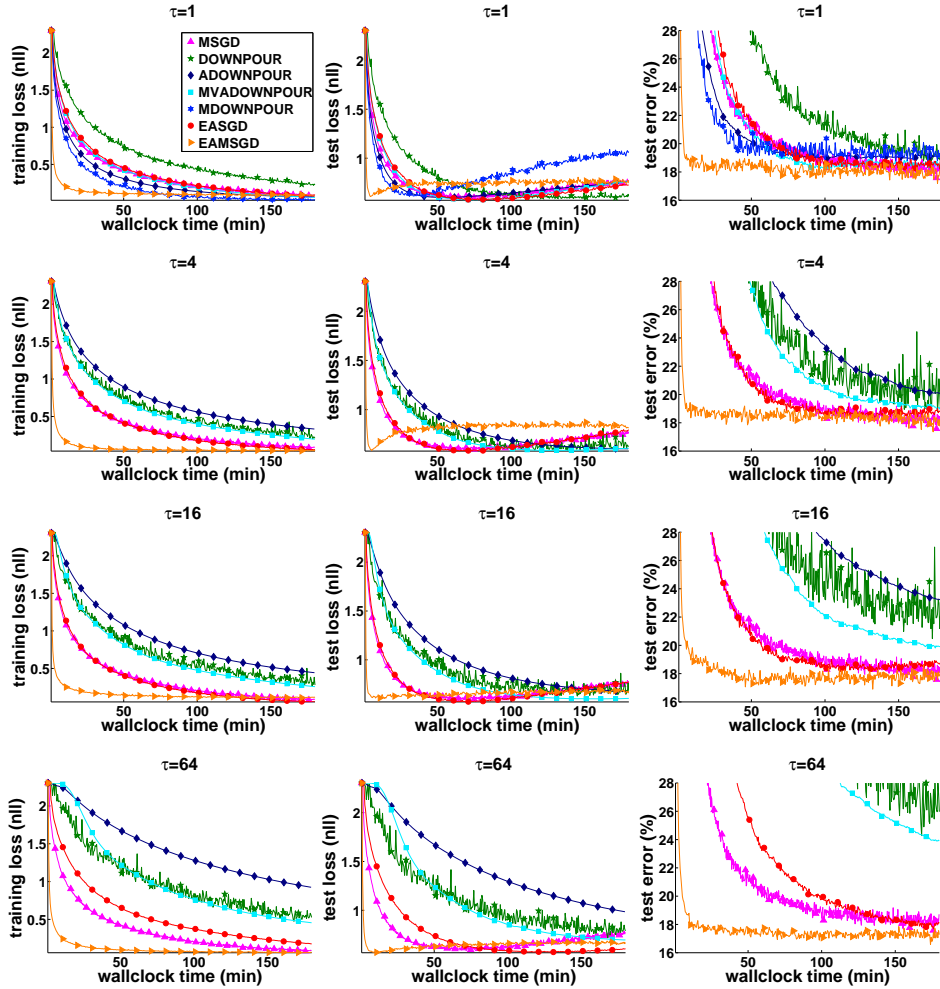 τ=1
training loss (nll)
2
1.5
1
0.5
50 100 150
wallclock time (min)
MSGD
DOWNPOUR
ADOWNPOUR
MVADOWNPOUR
MDOWNPOUR
EASGD
EAMSGD
τ=1
test loss (nll)
2
1.5
1
50 100 150
wallclock time (min)
τ=1
test error (%)
28
26
24
22
20
18
16
50 100 150
wallclock time (min)
τ=4
training loss (nll)
2
1.5
1
0.5
50 100 150
wallclock time (min)
τ=4
test loss (nll)
2
1.5
1
50 100 150
wallclock time (min)
τ=4
test error (%)
28
26
24
22
20
18
16
50 100 150
wallclock time (min)
τ=16
training loss (nll)
2
1.5
1
0.5
50 100 150
wallclock time (min)
τ=16
test loss (nll)
2
1.5
1
50 100 150
wallclock time (min)
τ=16
test error (%)
28
26
24
22
20
18
16
50 100 150
wallclock time (min)
τ=64
training loss (nll)
2
1.5
1
0.5
50 100 150
wallclock time (min)
τ=64
test loss (nll)
2
1.5
1
50 100 150
wallclock time (min)
τ=64
test error (%)
28
26
24
22
20
18
16
50 100 150
wallclock time (min)